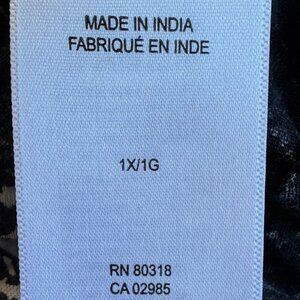 MADE IN INDIA
FABRIQUÉ EN INDE
1X/1G
RN 80318
CA 02985